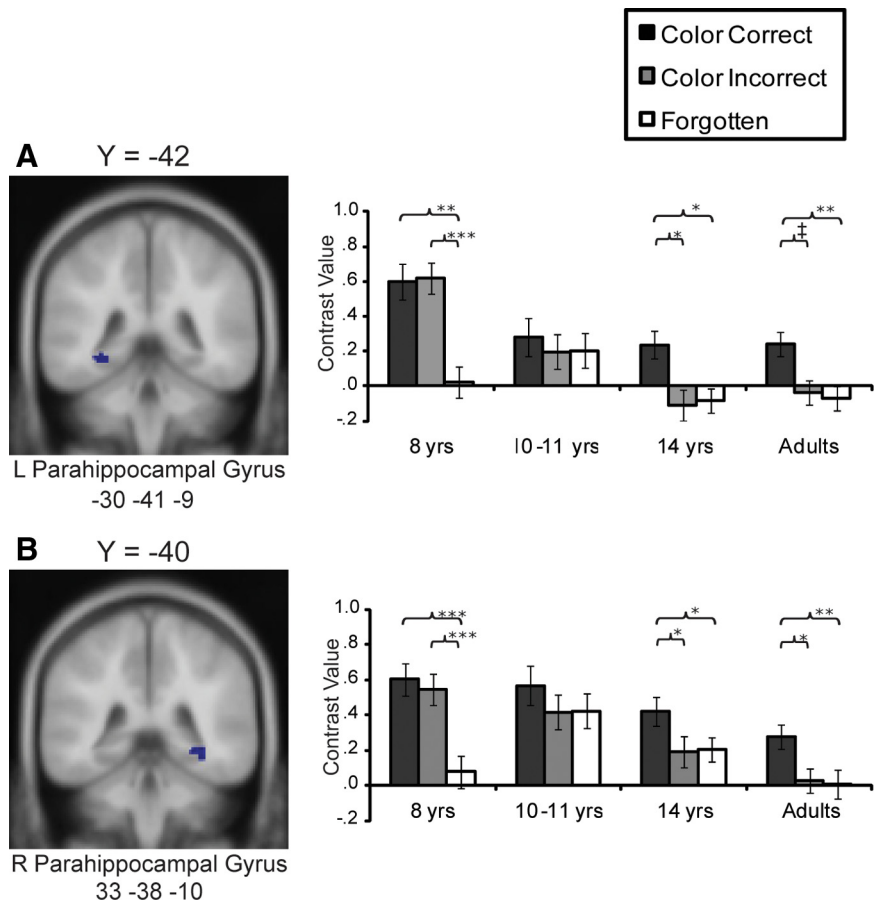 Color Correct
Color Incorrect
Forgotten
A
Y = -42
L Parahippocampal Gyrus
-30 -41 -9
Contrast Value
1.0
.8
.6
.4
.2
.0
-.2
**
***
*
*
**
‡
8 yrs
10-11 yrs
14 yrs
Adults
B
Y = -40
R Parahippocampal Gyrus
33 -38 -10
Contrast Value
1.0
.8
.6
.4
.2
.0
-.2
***
***
*
*
**
*
8 yrs
10-11 yrs
14 yrs
Adults